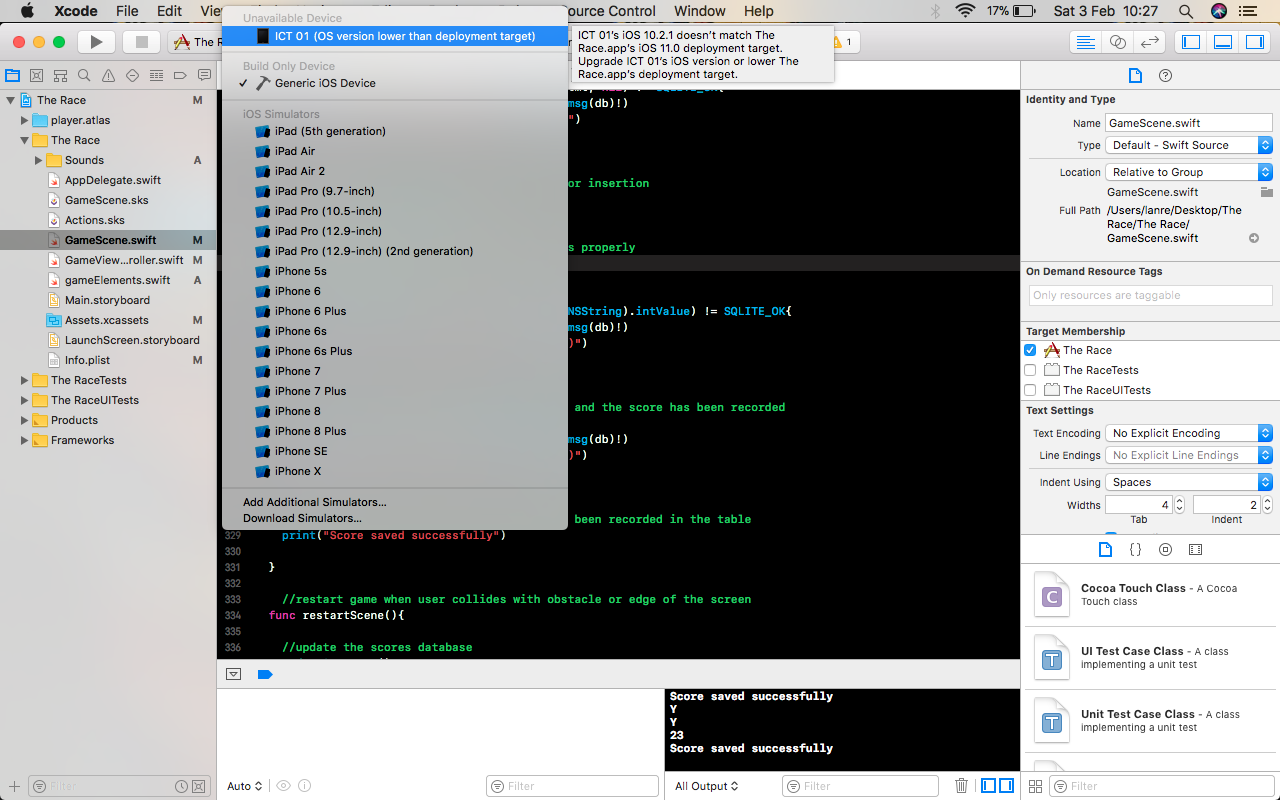 Xcode File Edit Vie Source Control Window Help 17% Sat 3 Feb 10:27
The R
1
Unavailable Device
ICT 01 (OS version lower than deployment target)
Build Only Device
✓ Generic iOS Device
iOS Simulators
iPad (5th generation)
iPad Air
iPad Air 2
iPad Pro (9.7-inch)
iPad Pro (10.5-inch)
iPad Pro (12.9-inch)
iPad Pro (12.9-inch) (2nd generation)
iPhone 5s
iPhone 6
iPhone 6 Plus
iPhone 6s
iPhone 6s Plus
iPhone 7
iPhone 7 Plus
iPhone 8
iPhone 8 Plus
iPhone SE
iPhone X
Add Additional Simulators...
Download Simulators...
ICT 01's iOS 10.2.1 doesn't match The
Race.app's iOS 11.0 deployment target.
Upgrade ICT 01's iOS version or lower The
Race.app's deployment target.
The Race M
player.atlas
The Race
Sounds A
AppDelegate.swift
GameScene.sks
Actions.sks
GameScene.swift M
GameView...roller.swift M
gameElements.swift A
Main.storyboard
Assets.xcassets M
LaunchScreen.storyboard
Info.plist M
The RaceTests
The RaceUITests
Products
Frameworks
Filter
SQLITE_OK{
msg(db)!)
")
or insertion
s properly
NSString).intValue) != SQLITE_OK{
msg(db)!)
)")
and the score has been recorded
msg(db)!)
)")
been recorded in the table
329 print("Score saved successfully")
330
331 }
332
333 //restart game when user collides with obstacle or edge of the screen
334 func restartScene(){
335
336 //update the scores database
Auto
Filter
Score saved successfully
Y
Y
23
Score saved successfully
All Output
Filter
Identity and Type
Name GameScene.swift
Type Default - Swift Source
Location Relative to Group
GameScene.swift
Full Path /Users/lanre/Desktop/The
Race/The Race/
GameScene.swift
On Demand Resource Tags
Only resources are taggable
Target Membership
The Race
The RaceTests
The RaceUITests
Text Settings
Text Encoding No Explicit Encoding
Line Endings No Explicit Line Endings
Indent Using Spaces
Widths 4 2
Tab Indent
{}
C
Cocoa Touch Class - A Cocoa
Touch class
T
UI Test Case Class - A class
implementing a unit test
T
Unit Test Case Class - A class
implementing a unit test
Filter